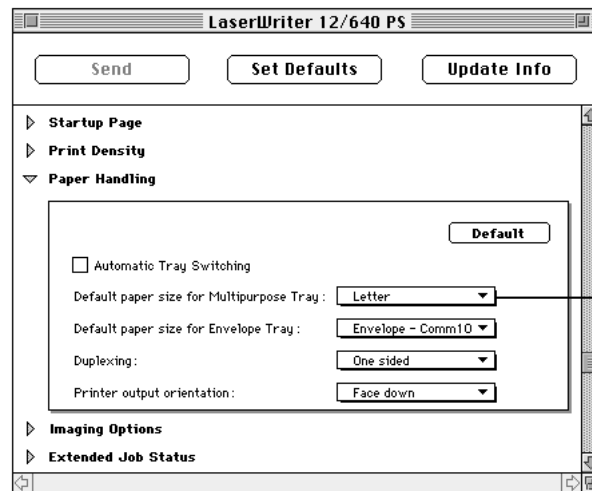 LaserWriter 12/640 PS
Send Set Defaults Update Info
Startup Page
Print Density
Paper Handling
Default
Automatic Tray Switching
Default paper size for Multipurpose Tray: Letter
Default paper size for Envelope Tray: Envelope - Comm10
Duplexing: One sided
Printer output orientation: Face down
Imaging Options
Extended Job Status